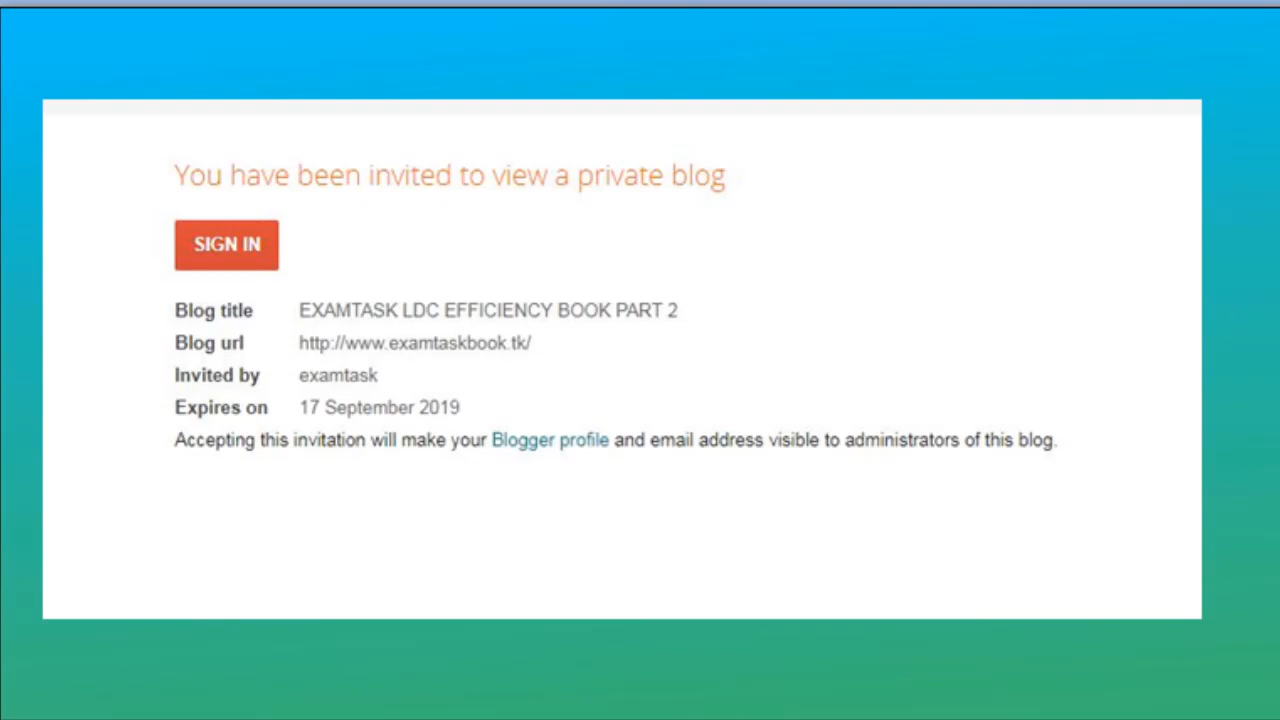 You have been invited to view a private blog
SIGN IN
Blog title EXAMTASK LDC EFFICIENCY BOOK PART 2
Blog url http://www.examtaskbook.tk/
Invited by examtask
Expires on 17 September 2019
Accepting this invitation will make your Blogger profile and email address visible to administrators of this blog.